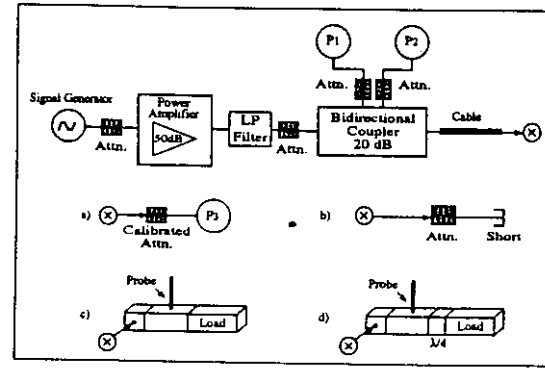 P1 P2
Attn. Attn.
Signal Generator
Power
Amplifier
50dB
Attn.
LP
Filter
Attn.
Bidirectional
Coupler
20 dB
Cable
a)
P3
Calibrated
Attn.
b)
Attn. Short
c)
Probe
Load
d)
Probe
Load
λ/4